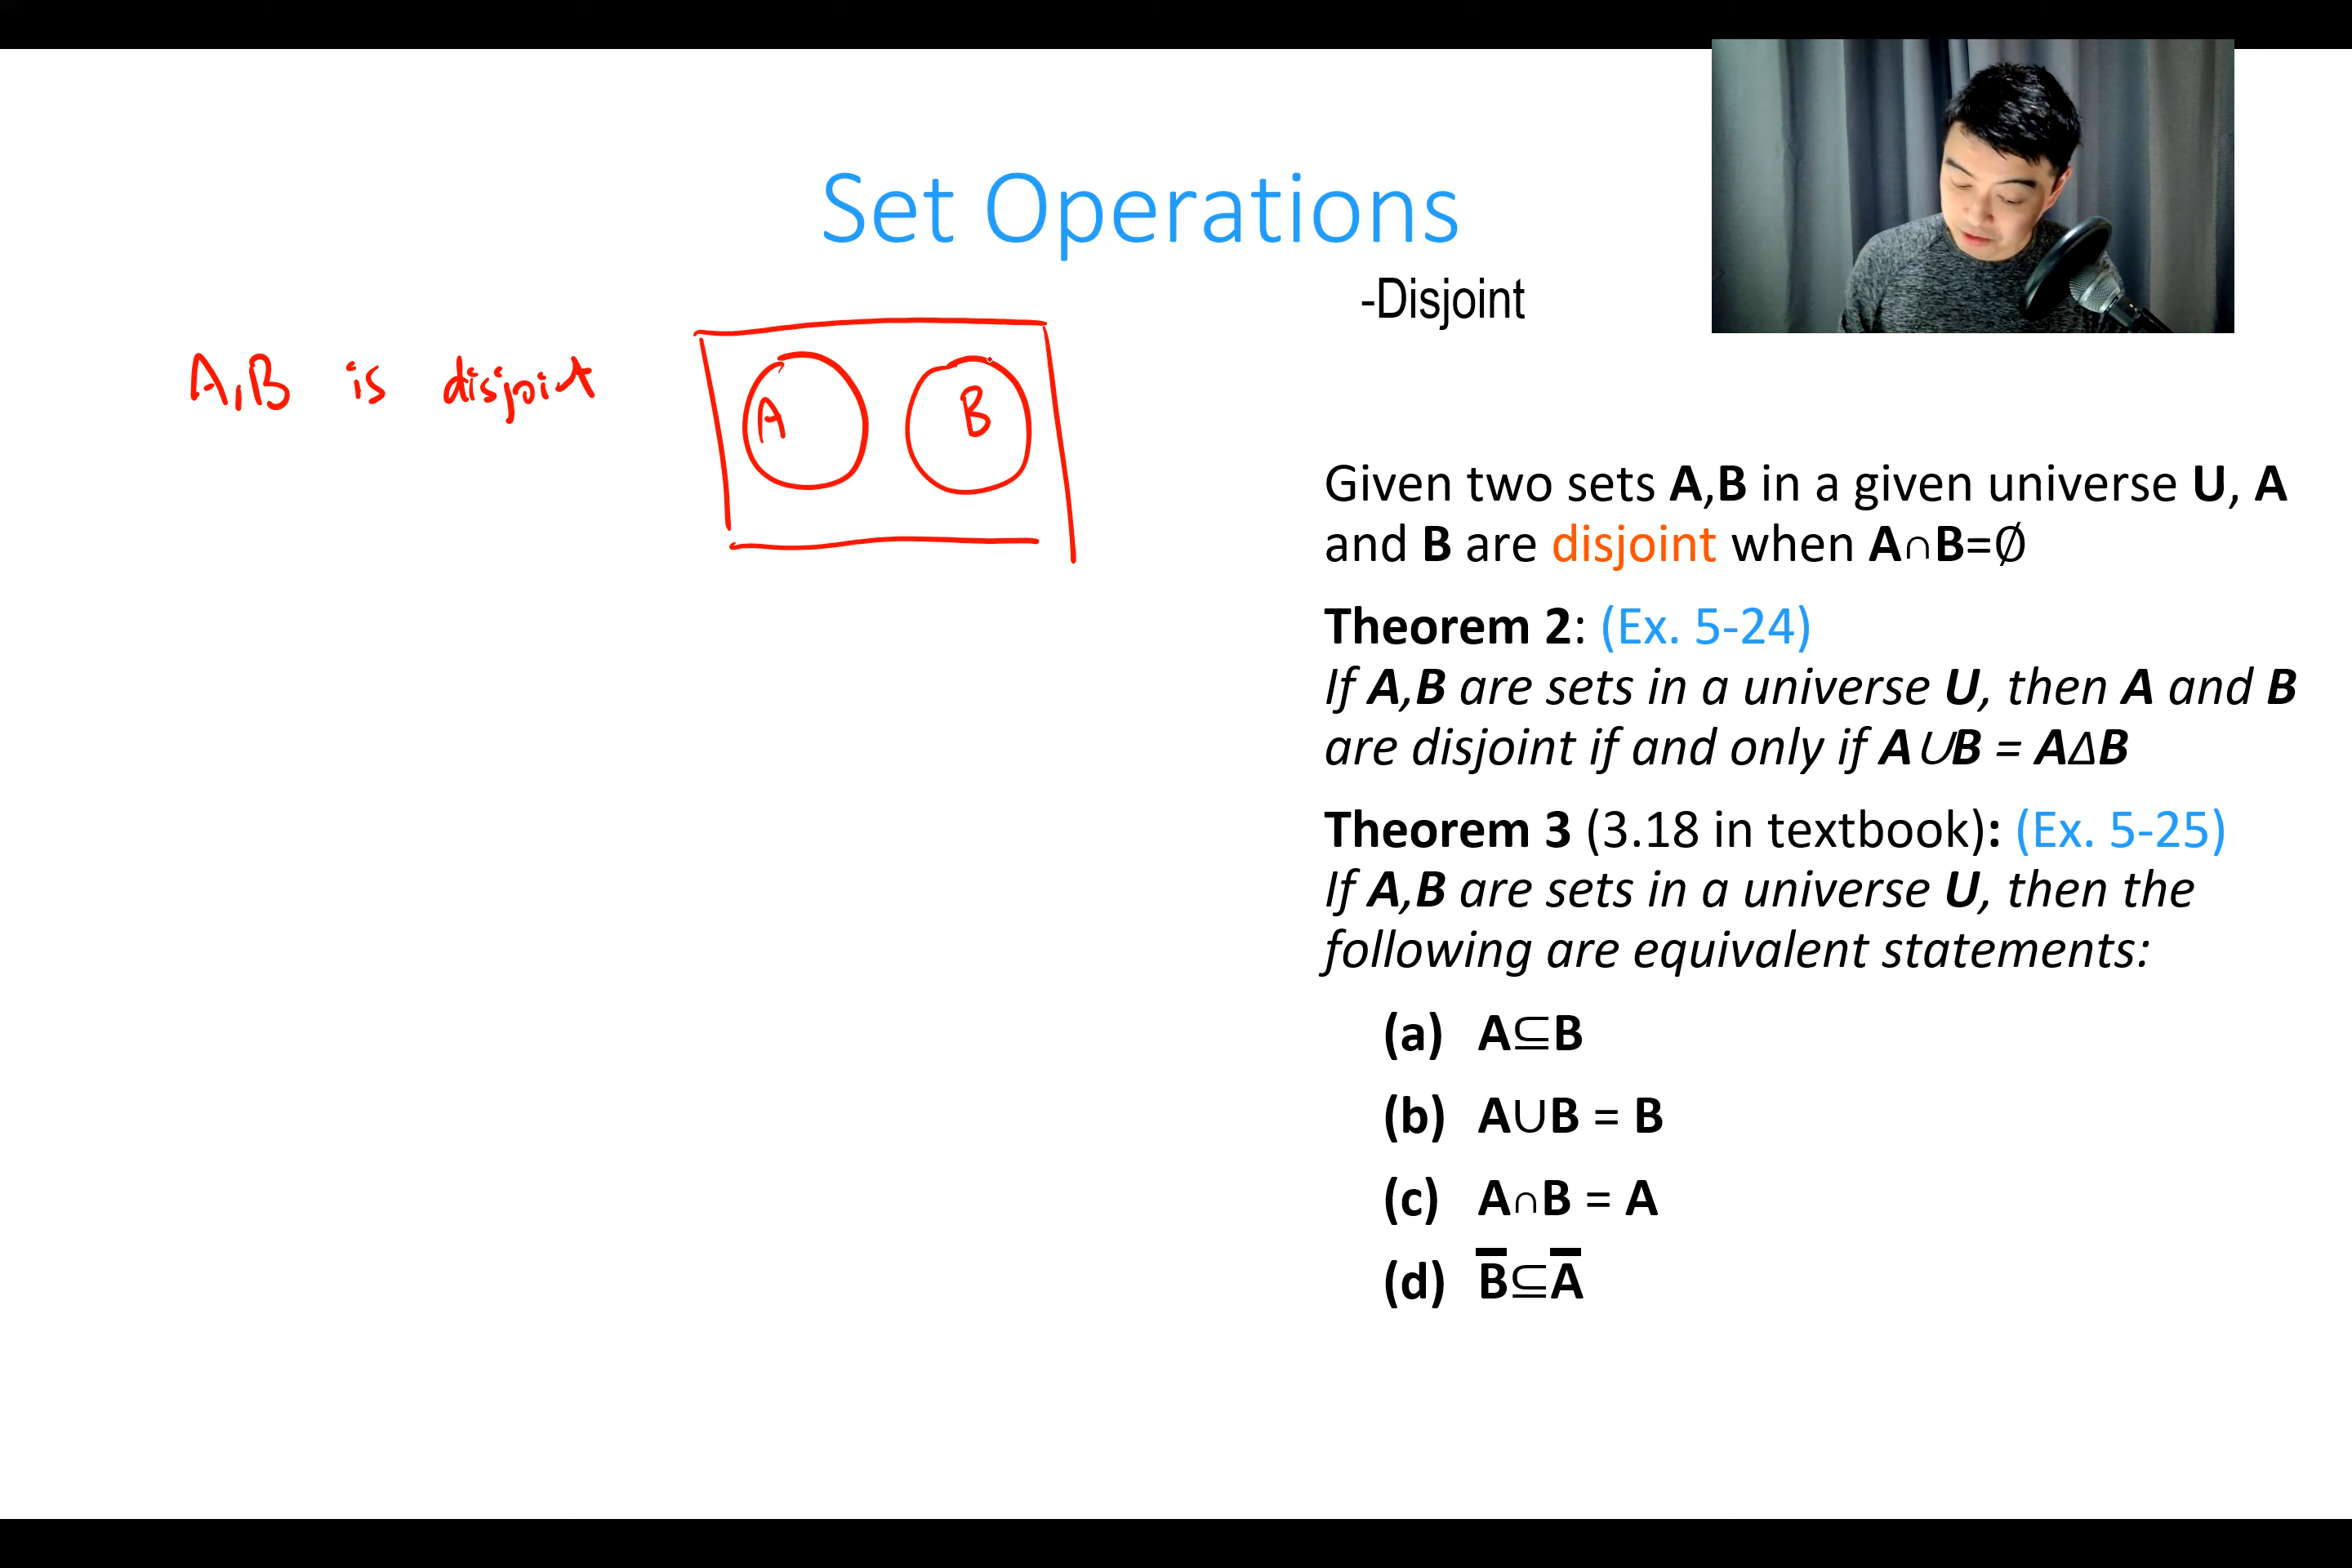 Set Operations
-Disjoint
A,B is disjoint
A
B
Given two sets A,B in a given universe U, A
and B are disjoint when A∩B=∅
Theorem 2: (Ex. 5-24)
If A,B are sets in a universe U, then A and B
are disjoint if and only if A∪B = AΔB
Theorem 3 (3.18 in textbook): (Ex. 5-25)
If A,B are sets in a universe U, then the
following are equivalent statements:
(a) A⊆B
(b) A∪B = B
(c) A∩B = A
(d) B̅⊆A̅